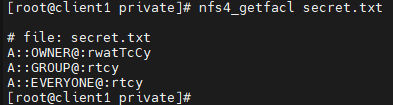 [root@client1 private]# nfs4_getfacl secret.txt
# file: secret.txt
A::OWNER@:rwatTcCy
A::GROUP@:rtcy
A::EVERYONE@:rtcy
[root@client1 private]#